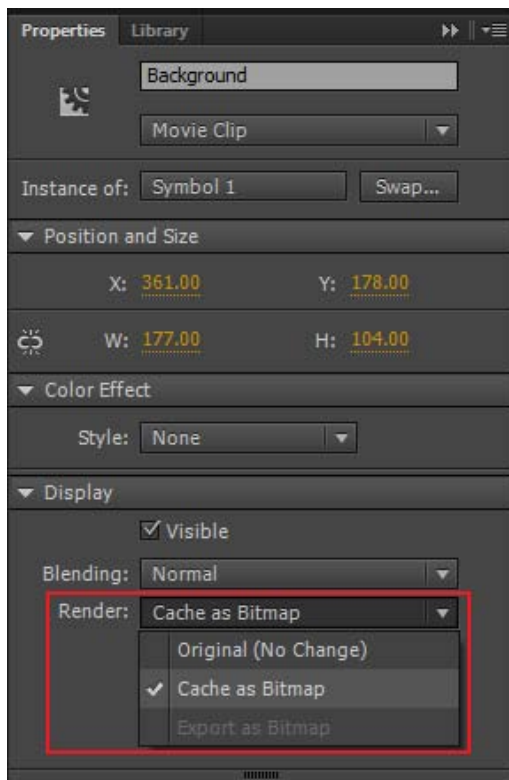 Properties Library
Background
Movie Clip
Instance of: Symbol 1 Swap...
Position and Size
X: 361.00 Y: 178.00
W: 177.00 H: 104.00
Color Effect
Style: None
Display
Visible
Blending: Normal
Render: Cache as Bitmap
Original (No Change)
Cache as Bitmap
Export as Bitmap